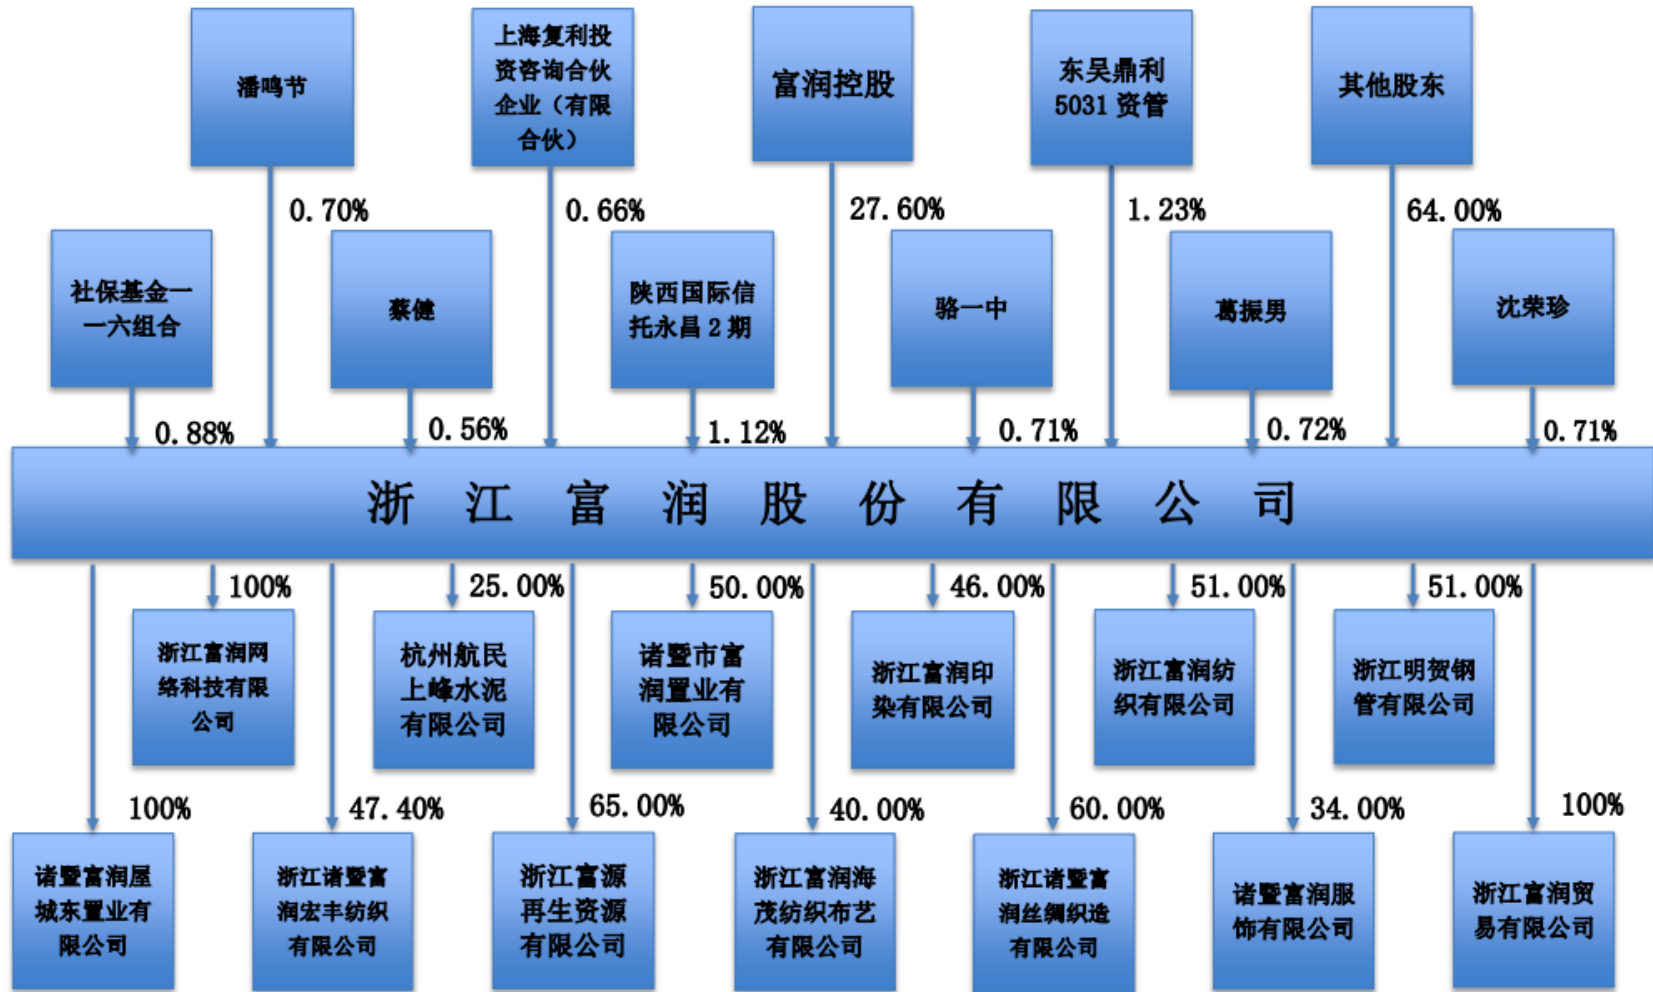 潘鸣节
上海复利投
资咨询合伙
企业（有限
合伙）
富润控股
东吴鼎利
5031 资管
其他股东
0.70%
0.66%
27.60%
1.23%
64.00%
社保基金一
一六组合
蔡健
陕西国际信
托永昌 2 期
骆一中
葛振男
沈荣珍
0.88%
0.56%
1.12%
0.71%
0.72%
0.71%
浙江富润股份有限公司
100%
25.00%
50.00%
46.00%
51.00%
51.00%
浙江富润网
络科技有限
公司
杭州航民
上峰水泥
有限公司
诸暨市富
润置业有
限公司
浙江富润印
染有限公司
浙江富润纺
织有限公司
浙江明贺钢
管有限公司
100%
47.40%
65.00%
40.00%
60.00%
34.00%
100%
诸暨富润屋
城东置业有
限公司
浙江诸暨富
润宏丰纺织
有限公司
浙江富源
再生资源
有限公司
浙江富润海
茂纺织布艺
有限公司
浙江诸暨富
润丝绸织造
有限公司
诸暨富润服
饰有限公司
浙江富润贸
易有限公司